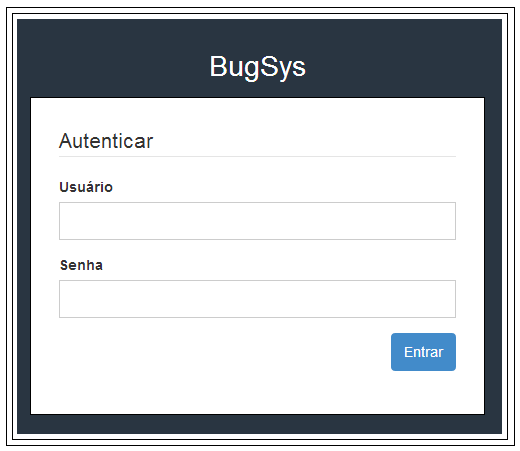 BugSys
Autenticar
Usuário
Senha
Entrar